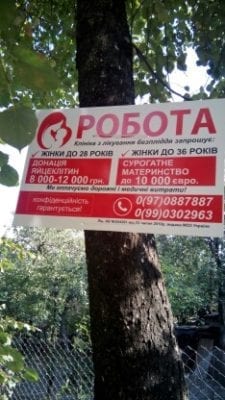 РОБОТА
Клініка з лікування безпліддя запрошує:
✓ ЖІНКИ ДО 28 РОКІВ
ДОНАЦІЯ
ЯЙЦЕКЛІТИН
8 000-12 000 грн.
✓ ЖІНКИ ДО 36 РОКІВ
СУРОГАТНЕ
МАТЕРИНСТВО
до 10 000 євро.
Ми оплачуємо дорожні і медичні витрати!
конфіденційність
гарантується!
0(97)0887887
0(99)0302963